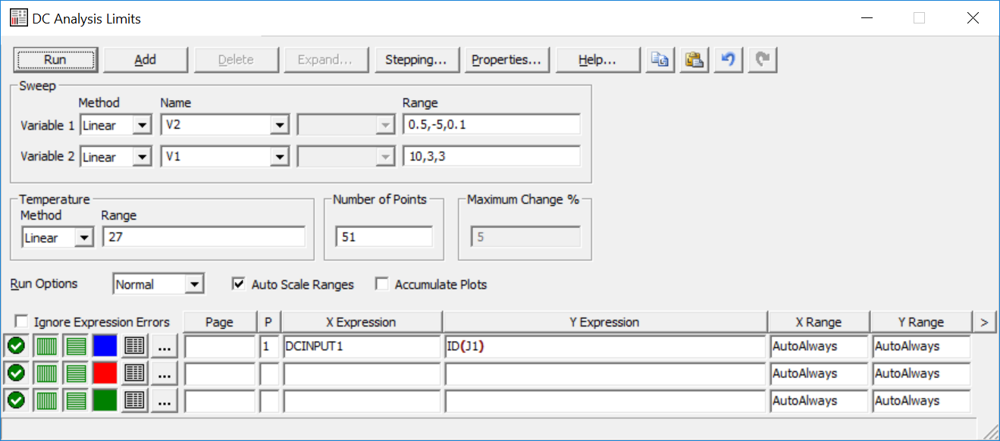 DC Analysis Limits
Run Add Delete Expand... Stepping... Properties... Help...
Sweep
Method Name Range
Variable 1 Linear V2 0.5,-5,0.1
Variable 2 Linear V1 10,3,3
Temperature Number of Points Maximum Change %
Method Range
Linear 27 51 5
Run Options Normal Auto Scale Ranges Accumulate Plots
Ignore Expression Errors Page P X Expression Y Expression X Range Y Range >
... 1 DCINPUT1 ID(J1) AutoAlways AutoAlways
... AutoAlways AutoAlways
... AutoAlways AutoAlways